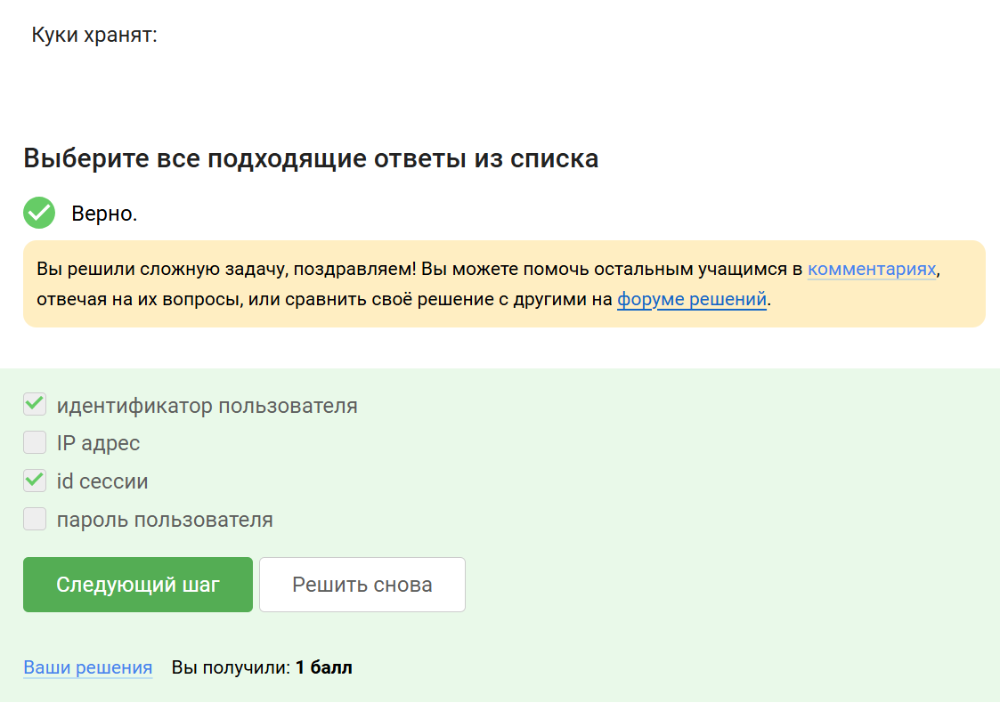 Куки хранят:
Выберите все подходящие ответы из списка
Верно.
Вы решили сложную задачу, поздравляем! Вы можете помочь остальным учащимся в комментариях,
отвечая на их вопросы, или сравнить своё решение с другими на форуме решений.
идентификатор пользователя
IP адрес
id сессии
пароль пользователя
Следующий шаг Решить снова
Ваши решения Вы получили: 1 балл